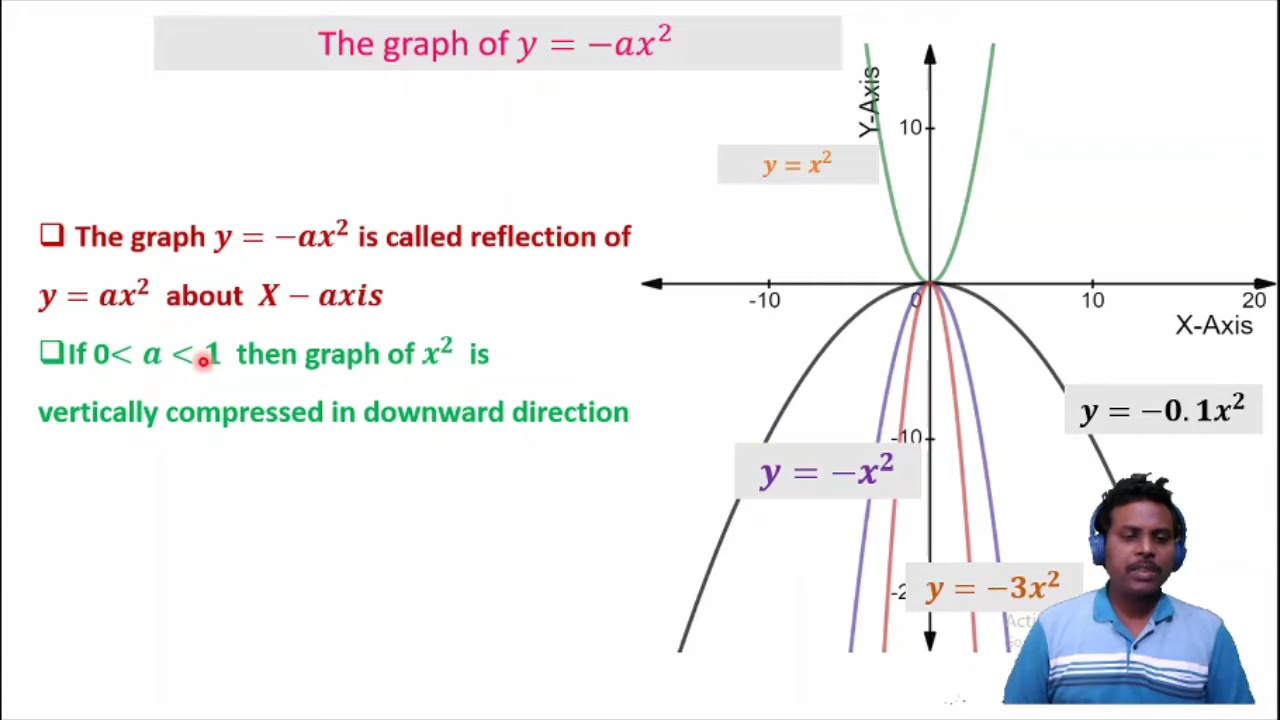 The graph of y = −ax²
Y-Axis
10
y = x²
❑ The graph y = −ax² is called reflection of
y = ax² about X − axis
-10
0
10
20
X-Axis
❑If 0< a < 1 then graph of x² is
vertically compressed in downward direction
y = −0.1x²
-10
y = −x²
y = −3x²
-2
Acti